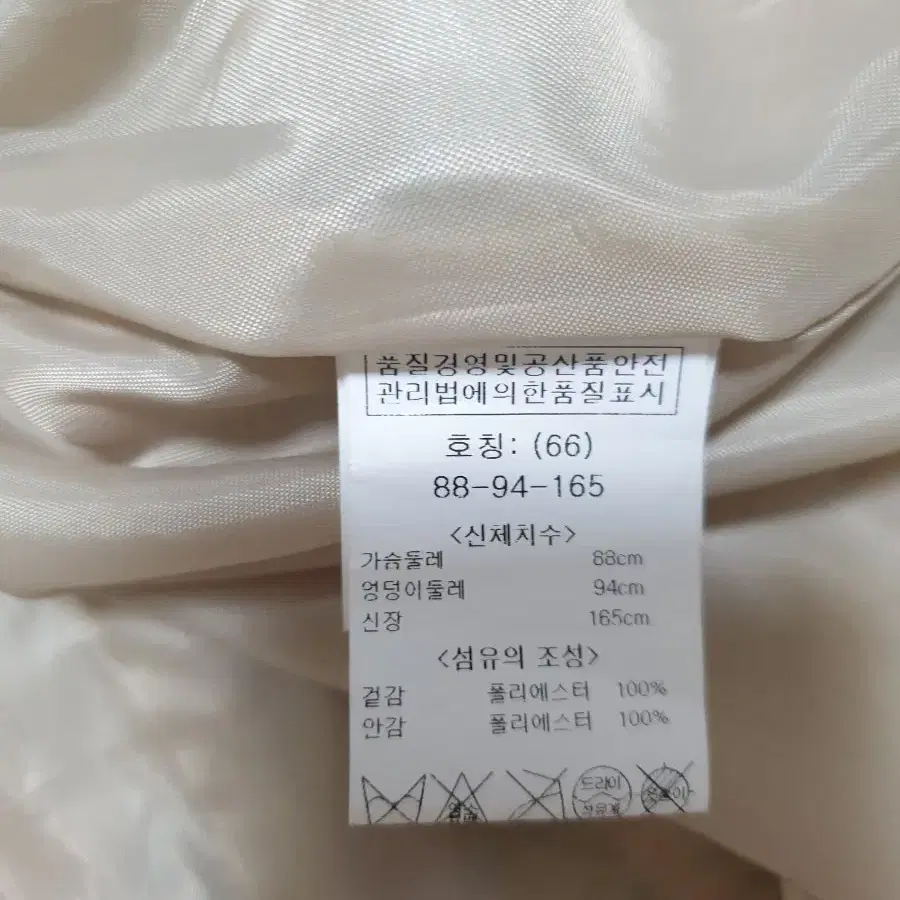 품질경영및공산품안전
관리법에의한품질표시
호칭: (66)
88-94-165
<신체치수>
가슴둘레 88cm
엉덩이둘레 94cm
신장 165cm
<섬유의 조성>
겉감 폴리에스터 100%
안감 폴리에스터 100%
드라이
석유계